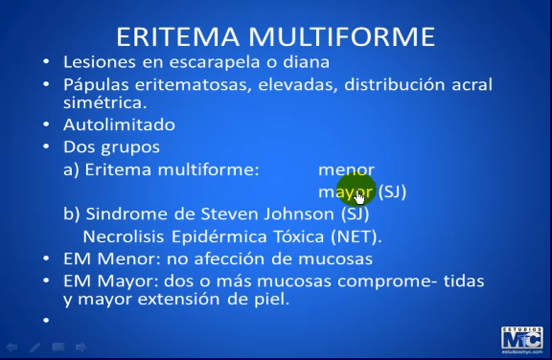 ERITEMA MULTIFORME
• Lesiones en escarapela o diana
• Pápulas eritematosas, elevadas, distribución acral
simétrica.
• Autolimitado
• Dos grupos
a) Eritema multiforme: menor
mayor (SJ)
b) Sindrome de Steven Johnson (SJ)
Necrolisis Epidérmica Tóxica (NET).
• EM Menor: no afección de mucosas
• EM Mayor: dos o más mucosas comprome- tidas
y mayor extensión de piel.
•
ESTUDIOS
MyC
estudiosmyc.com